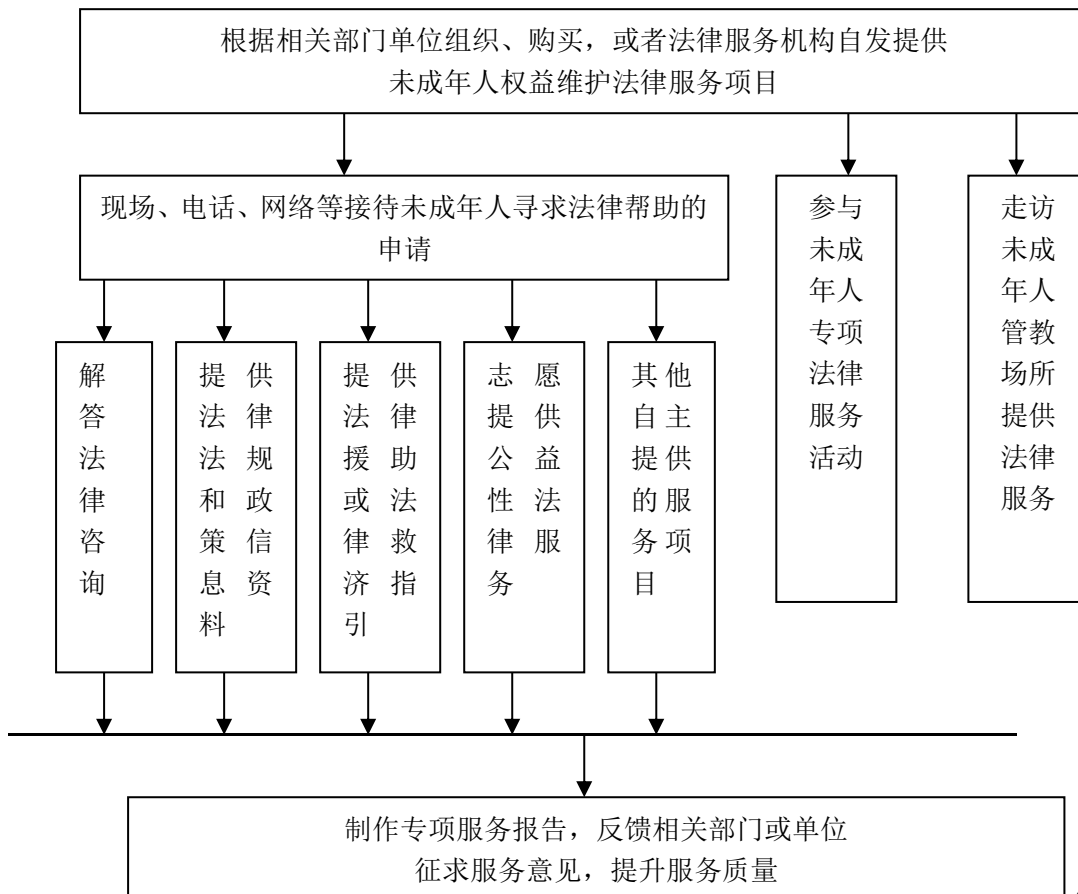 根据相关部门单位组织、购买，或者法律服务机构自发提供
未成年人权益维护法律服务项目
现场、电话、网络等接待未成年人寻求法律帮助的
申请
参与
未成
年人
专项
法律
服务
活动
走访
未成
年人
管教
场所
提供
法律
服务
解
答
法
律
咨
询
提供
法律
法规
和政
策信
息资
料
提供
法律
援助
或法
律救
济指
引
志愿
提供
公益
性法
律服
务
其他
自主
提供
的服
务项
目
制作专项服务报告，反馈相关部门或单位
征求服务意见，提升服务质量